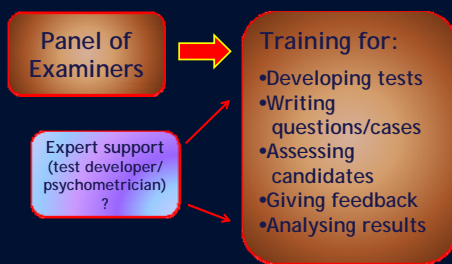 Panel of
Examiners
Training for:
•Developing tests
•Writing
questions/cases
•Assessing
candidates
•Giving feedback
•Analysing results
Expert support
(test developer/
psychometrician)
?